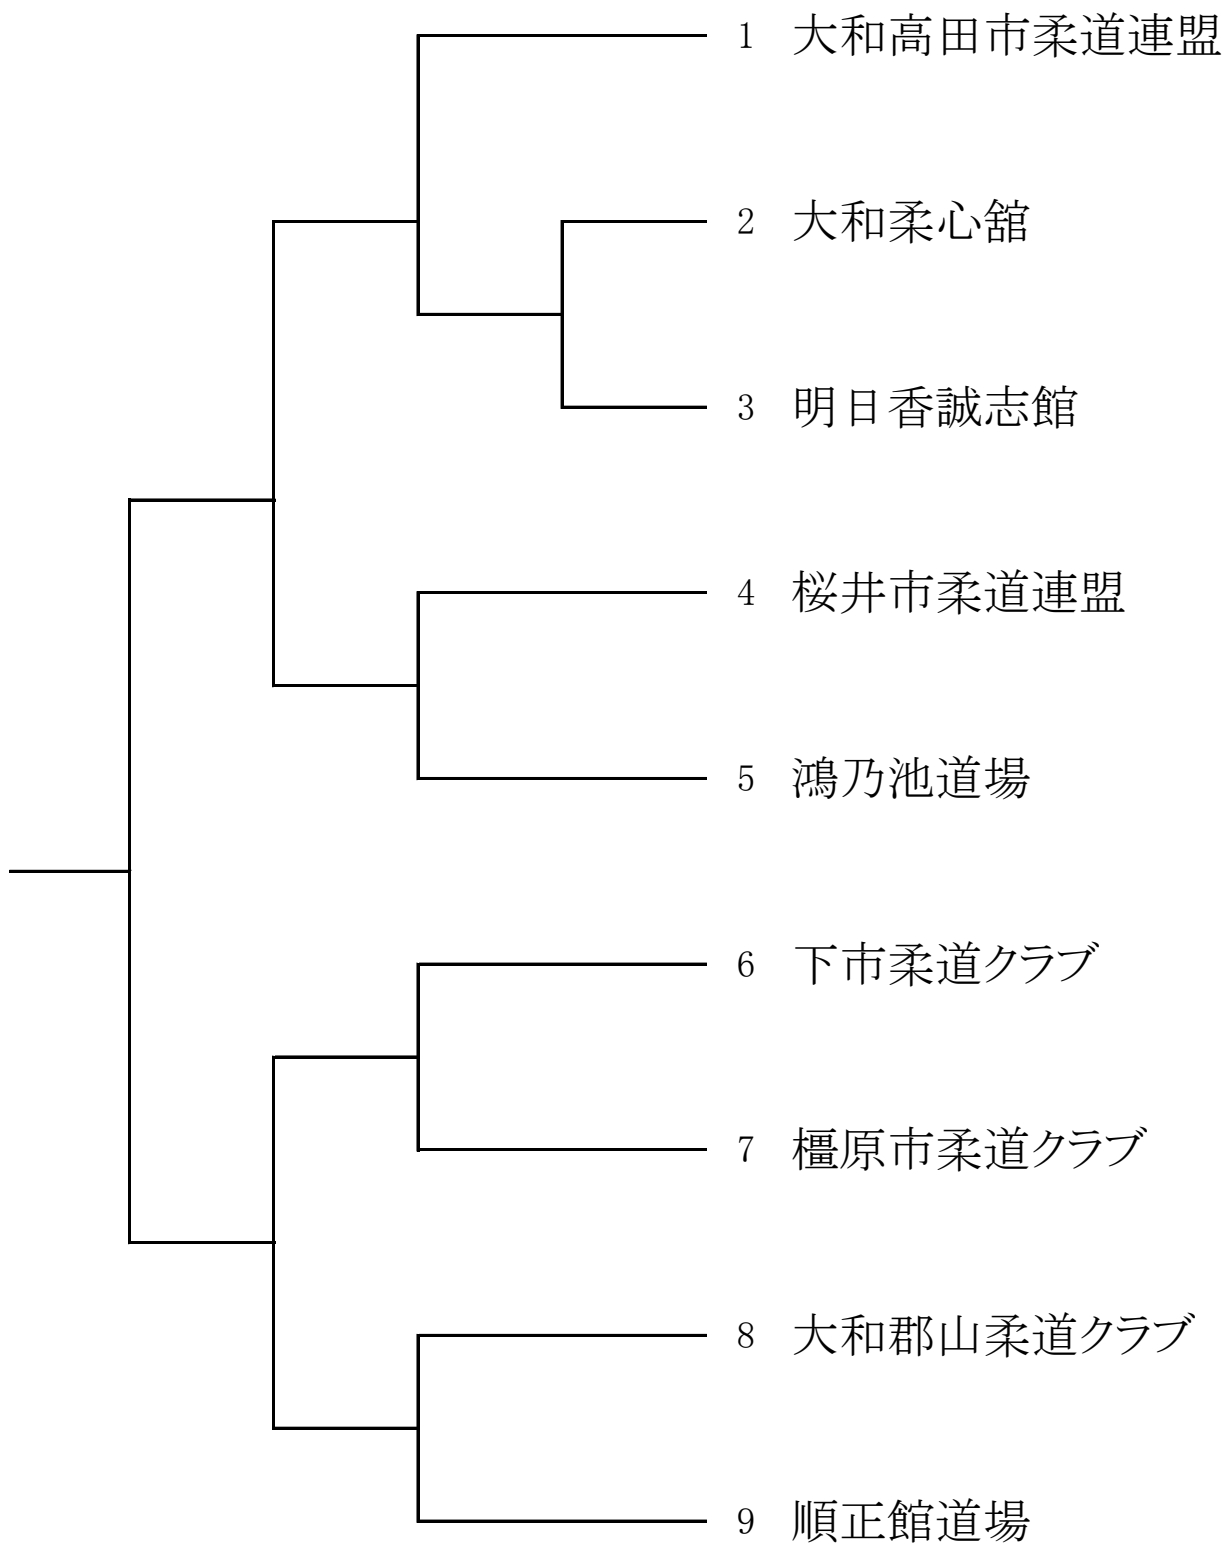 1 大和高田市柔道連盟
2 大和柔心舘
3 明日香誠志館
4 桜井市柔道連盟
5 鴻乃池道場
6 下市柔道クラブ
7 橿原市柔道クラブ
8 大和郡山柔道クラブ
9 順正館道場